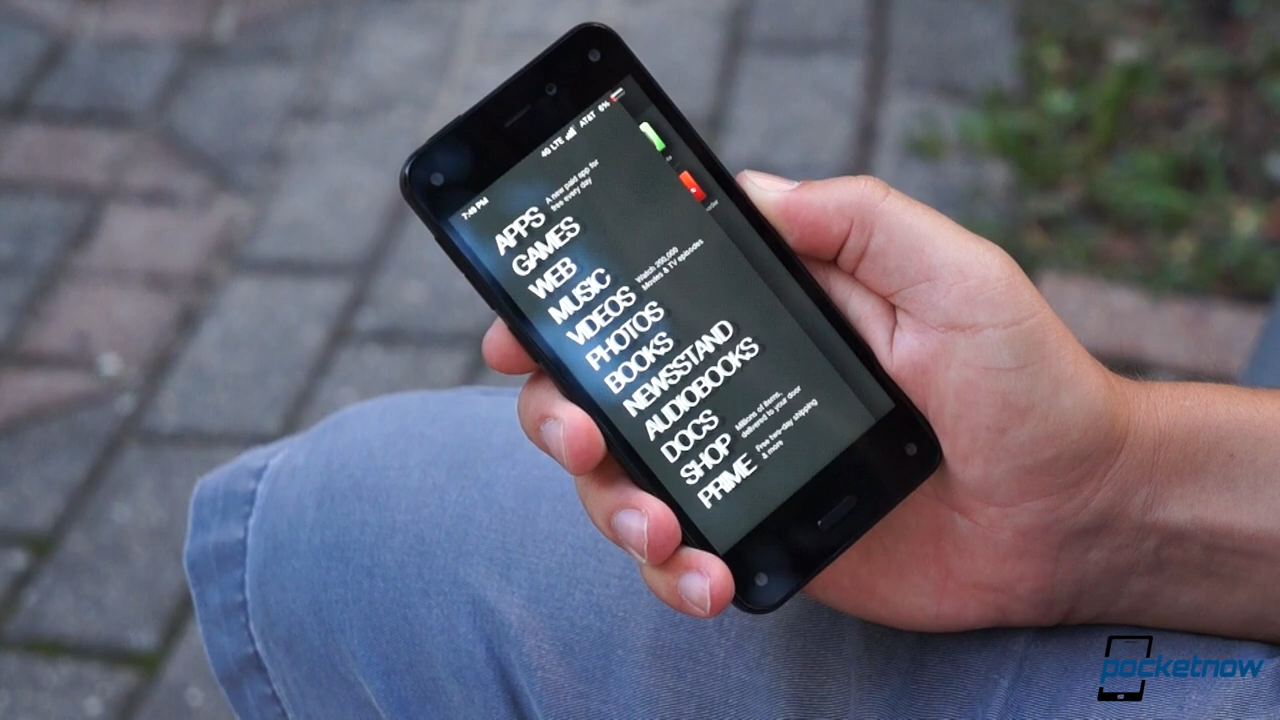 7:49 PM 4G LTE AT&T 6%
APPS A new paid app for
free every day
GAMES
WEB
MUSIC
VIDEOS Watch 200,000
Movies & TV episodes
PHOTOS
BOOKS
NEWSSTAND
AUDIOBOOKS
DOCS
SHOP Millions of items,
delivered to your door
PRIME Free two-day shipping
& more
pocketnow